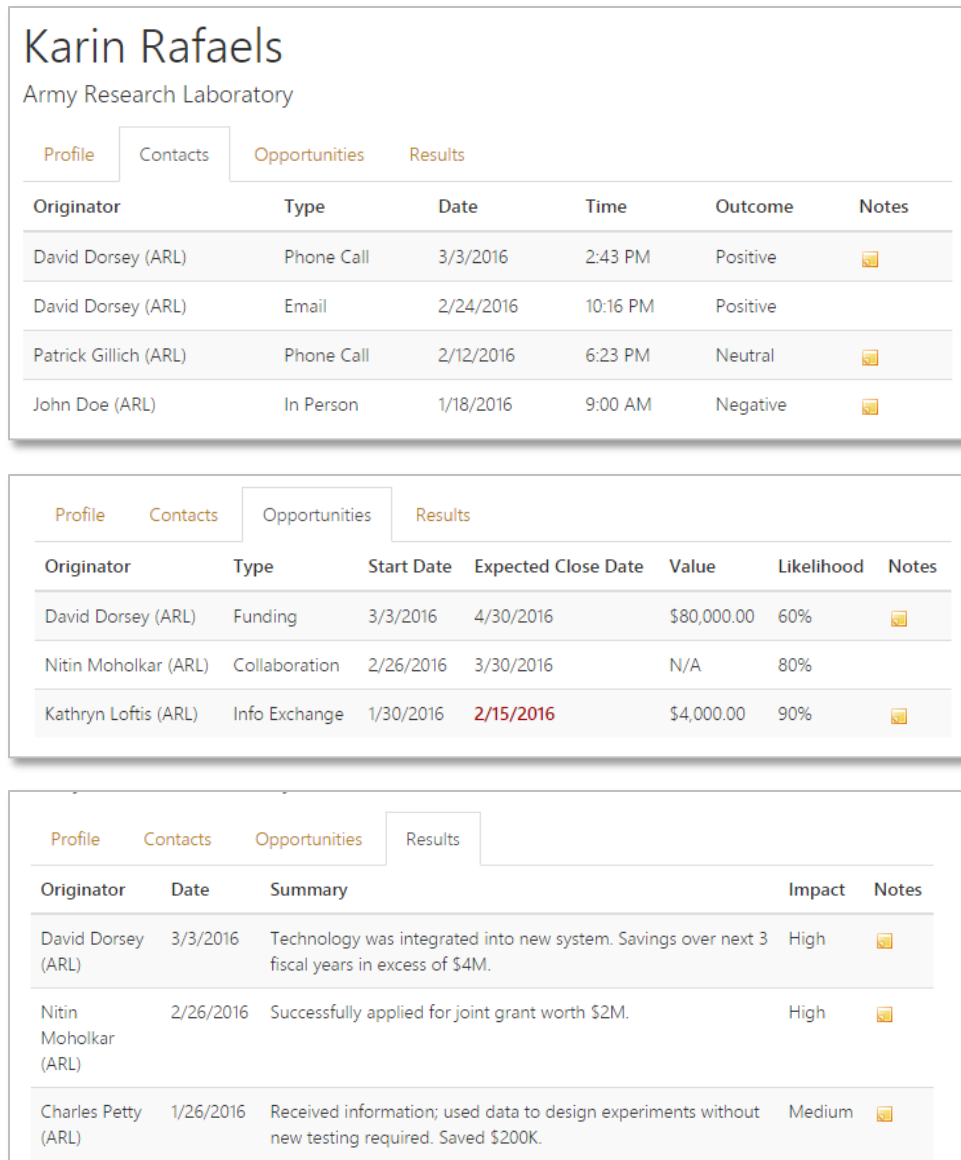 Karin Rafaels
Army Research Laboratory
Profile Contacts Opportunities Results
Originator Type Date Time Outcome Notes
David Dorsey (ARL) Phone Call 3/3/2016 2:43 PM Positive
David Dorsey (ARL) Email 2/24/2016 10:16 PM Positive
Patrick Gillich (ARL) Phone Call 2/12/2016 6:23 PM Neutral
John Doe (ARL) In Person 1/18/2016 9:00 AM Negative
Profile Contacts Opportunities Results
Originator Type Start Date Expected Close Date Value Likelihood Notes
David Dorsey (ARL) Funding 3/3/2016 4/30/2016 $80,000.00 60%
Nitin Moholkar (ARL) Collaboration 2/26/2016 3/30/2016 N/A 80%
Kathryn Loftis (ARL) Info Exchange 1/30/2016 2/15/2016 $4,000.00 90%
Profile Contacts Opportunities Results
Originator Date Summary Impact Notes
David Dorsey 3/3/2016 Technology was integrated into new system. Savings over next 3 High
(ARL) fiscal years in excess of $4M.
Nitin 2/26/2016 Successfully applied for joint grant worth $2M. High
Moholkar
(ARL)
Charles Petty 1/26/2016 Received information; used data to design experiments without Medium
(ARL) new testing required. Saved $200K.